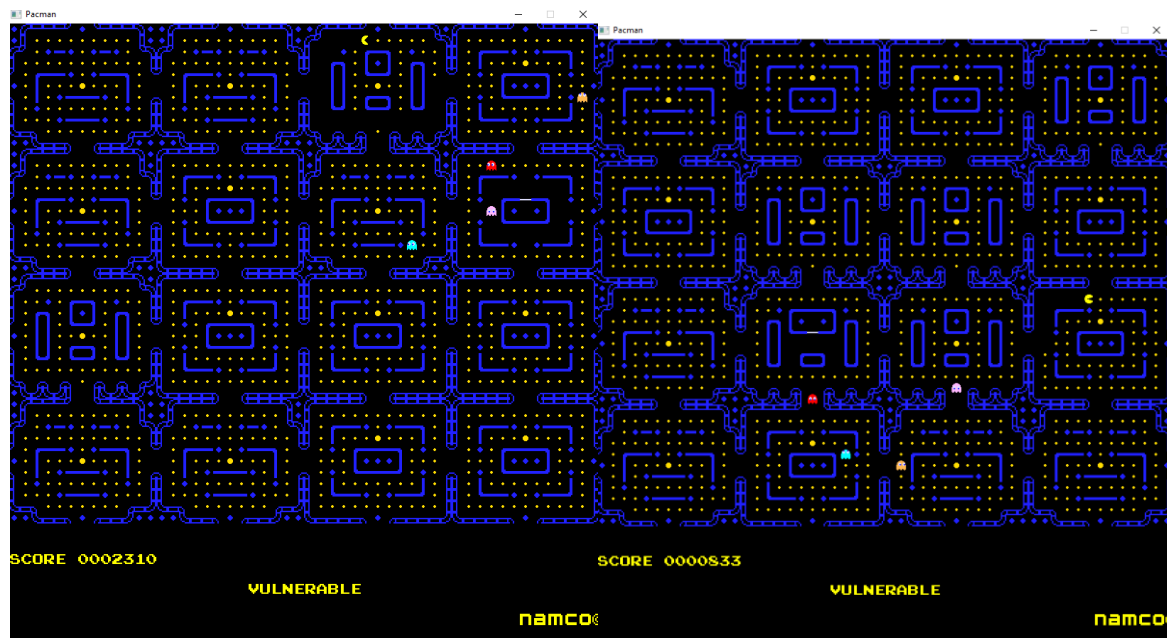 Pacman
SCORE 0002310
VULNERABLE
namco
Pacman
SCORE 0000833
VULNERABLE
namco